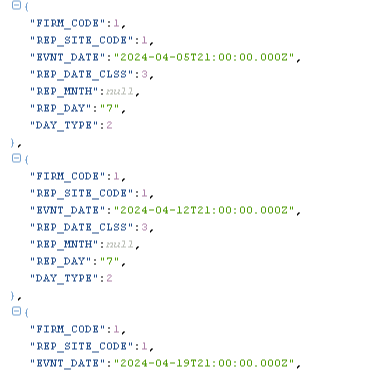 {
"FIRM_CODE":1,
"REP_SITE_CODE":1,
"EVNT_DATE":"2024-04-05T21:00:00.000Z",
"REP_DATE_CLSS":3,
"REP_MNTH":null,
"REP_DAY":"7",
"DAY_TYPE":2
},
{
"FIRM_CODE":1,
"REP_SITE_CODE":1,
"EVNT_DATE":"2024-04-12T21:00:00.000Z",
"REP_DATE_CLSS":3,
"REP_MNTH":null,
"REP_DAY":"7",
"DAY_TYPE":2
},
{
"FIRM_CODE":1,
"REP_SITE_CODE":1,
"EVNT_DATE":"2024-04-19T21:00:00.000Z",